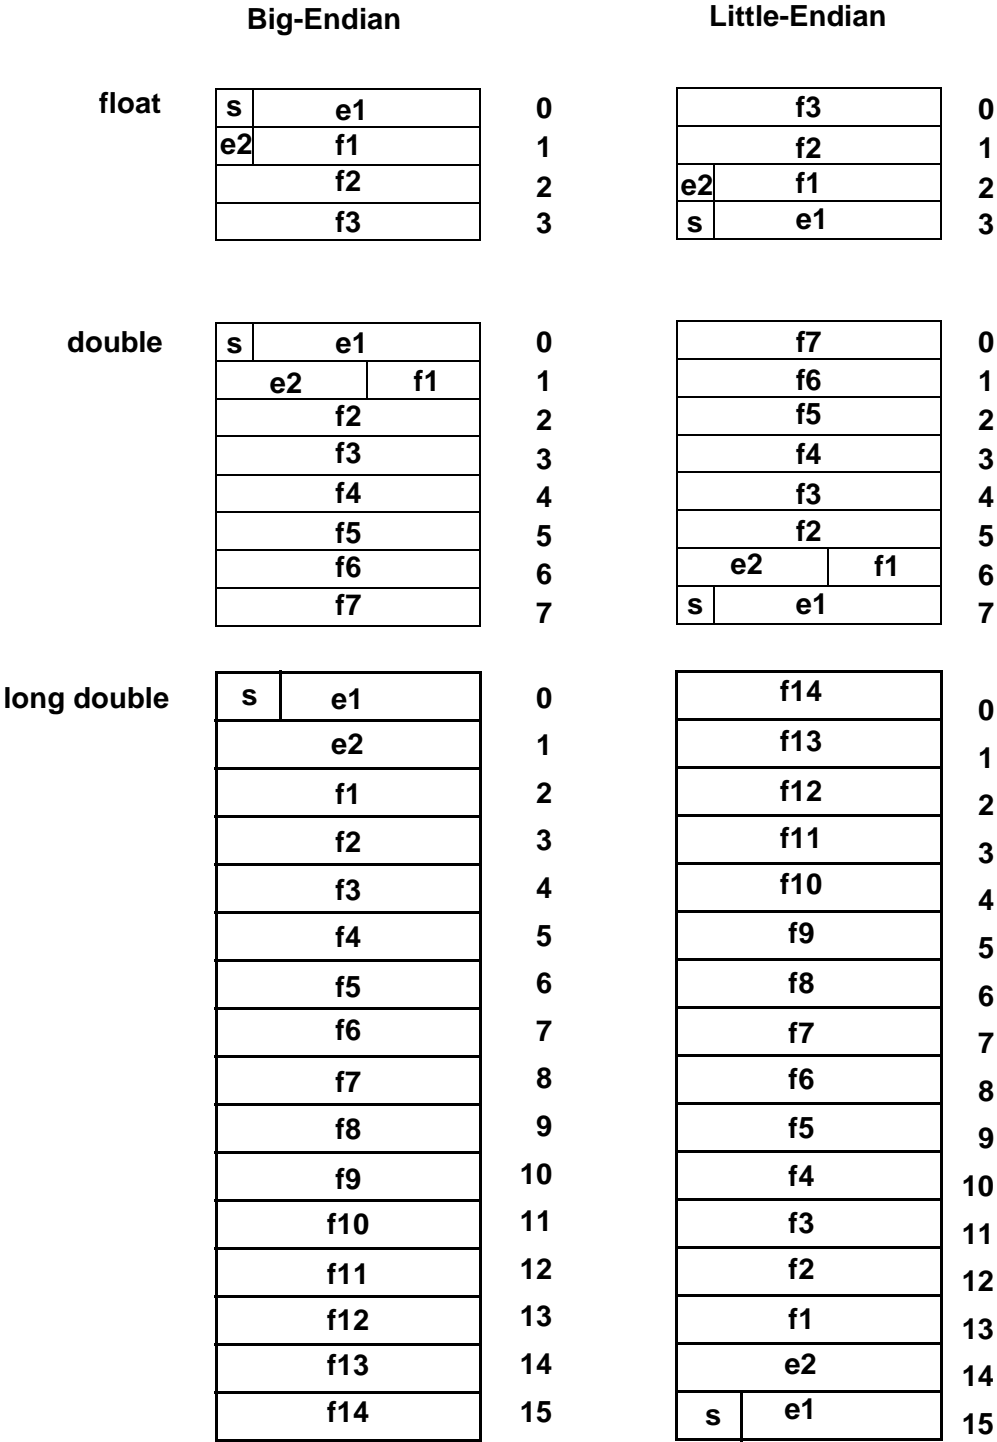 Big-Endian Little-Endian
float s e1 0 f3 0
e2 f1 1 f2 1
f2 2 e2 f1 2
f3 3 s e1 3
double s e1 0 f7 0
e2 f1 1 f6 1
f2 2 f5 2
f3 3 f4 3
f4 4 f3 4
f5 5 f2 5
f6 6 e2 f1 6
f7 7 s e1 7
long double s e1 0 f14 0
e2 1 f13 1
f1 2 f12 2
f2 3 f11 3
f3 4 f10 4
f4 5 f9 5
f5 6 f8 6
f6 7 f7 7
f7 8 f6 8
f8 9 f5 9
f9 10 f4 10
f10 11 f3 11
f11 12 f2 12
f12 13 f1 13
f13 14 e2 14
f14 15 s e1 15